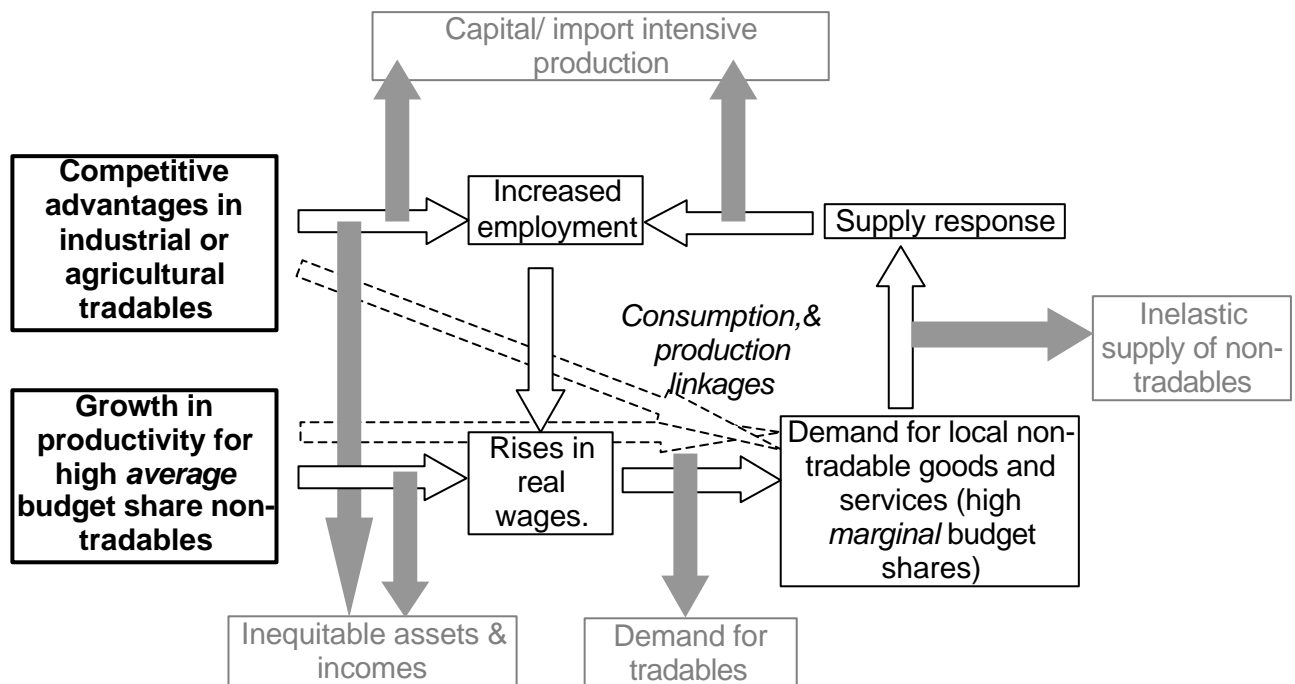 Capital/ import intensive
production
Competitive
advantages in
industrial or
agricultural
tradables
Increased
employment
Supply response
Consumption,&
production
linkages
Inelastic
supply of non-
tradables
Growth in
productivity for
high average
budget share non-
tradables
Rises in
real
wages.
Demand for local non-
tradable goods and
services (high
marginal budget
shares)
Inequitable assets &
incomes
Demand for
tradables